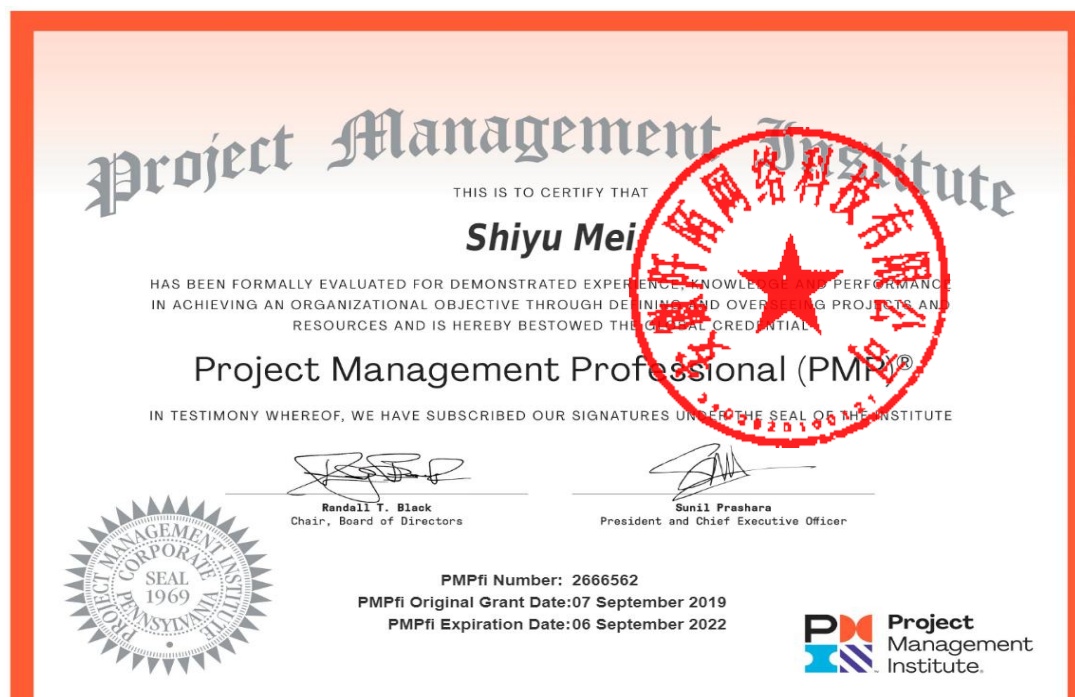 Project Management Institute
THIS IS TO CERTIFY THAT
Shiyu Mei
HAS BEEN FORMALLY EVALUATED FOR DEMONSTRATED EXPERIENCE, KNOWLEDGE AND PERFORMANCE
IN ACHIEVING AN ORGANIZATIONAL OBJECTIVE THROUGH DEFINING AND OVERSEEING PROJECTS AND
RESOURCES AND IS HEREBY BESTOWED THE GLOBAL CREDENTIAL
Project Management Professional (PMP)®
IN TESTIMONY WHEREOF, WE HAVE SUBSCRIBED OUR SIGNATURES UNDER THE SEAL OF THE INSTITUTE
Randall T. Black
Chair, Board of Directors
Sunil Prashara
President and Chief Executive Officer
PROJECT MANAGEMENT INSTITUTE
CORPORATE
SEAL
1969
PENNSYLVANIA
PMPfi Number: 2666562
PMPfi Original Grant Date:07 September 2019
PMPfi Expiration Date:06 September 2022
Project
Management
Institute.
安徽阡陌网络科技有限公司